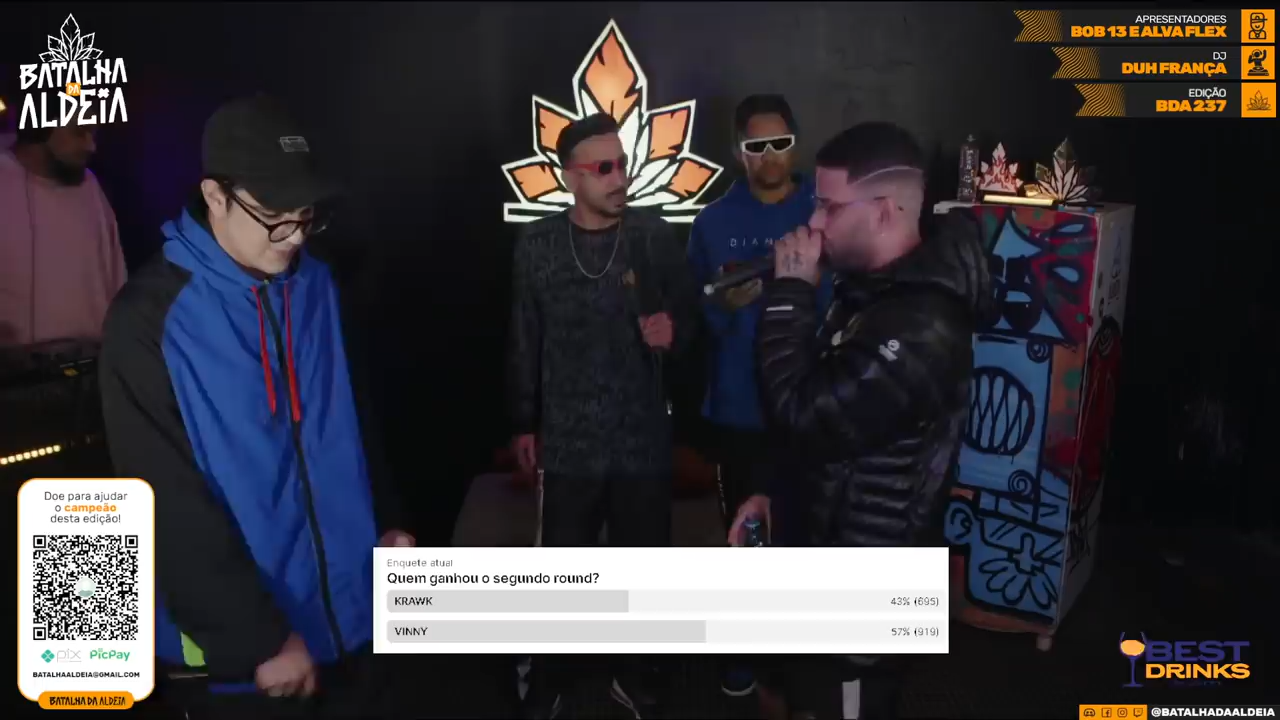 BATALHA
DA
ALDEIA
APRESENTADORES
BOB 13 E ALVA FLEX
DJ
DUH FRANÇA
EDIÇÃO
BDA 237
DIAM
Doe para ajudar
o campeão
desta edição!
pix
PicPay
BATALHAALDEIA@GMAIL.COM
BATALHA DA ALDEIA
Enquete atual
Quem ganhou o segundo round?
KRAWK 43% (695)
VINNY 57% (919)
BEST
DRINKS
@BATALHADAALDEIA